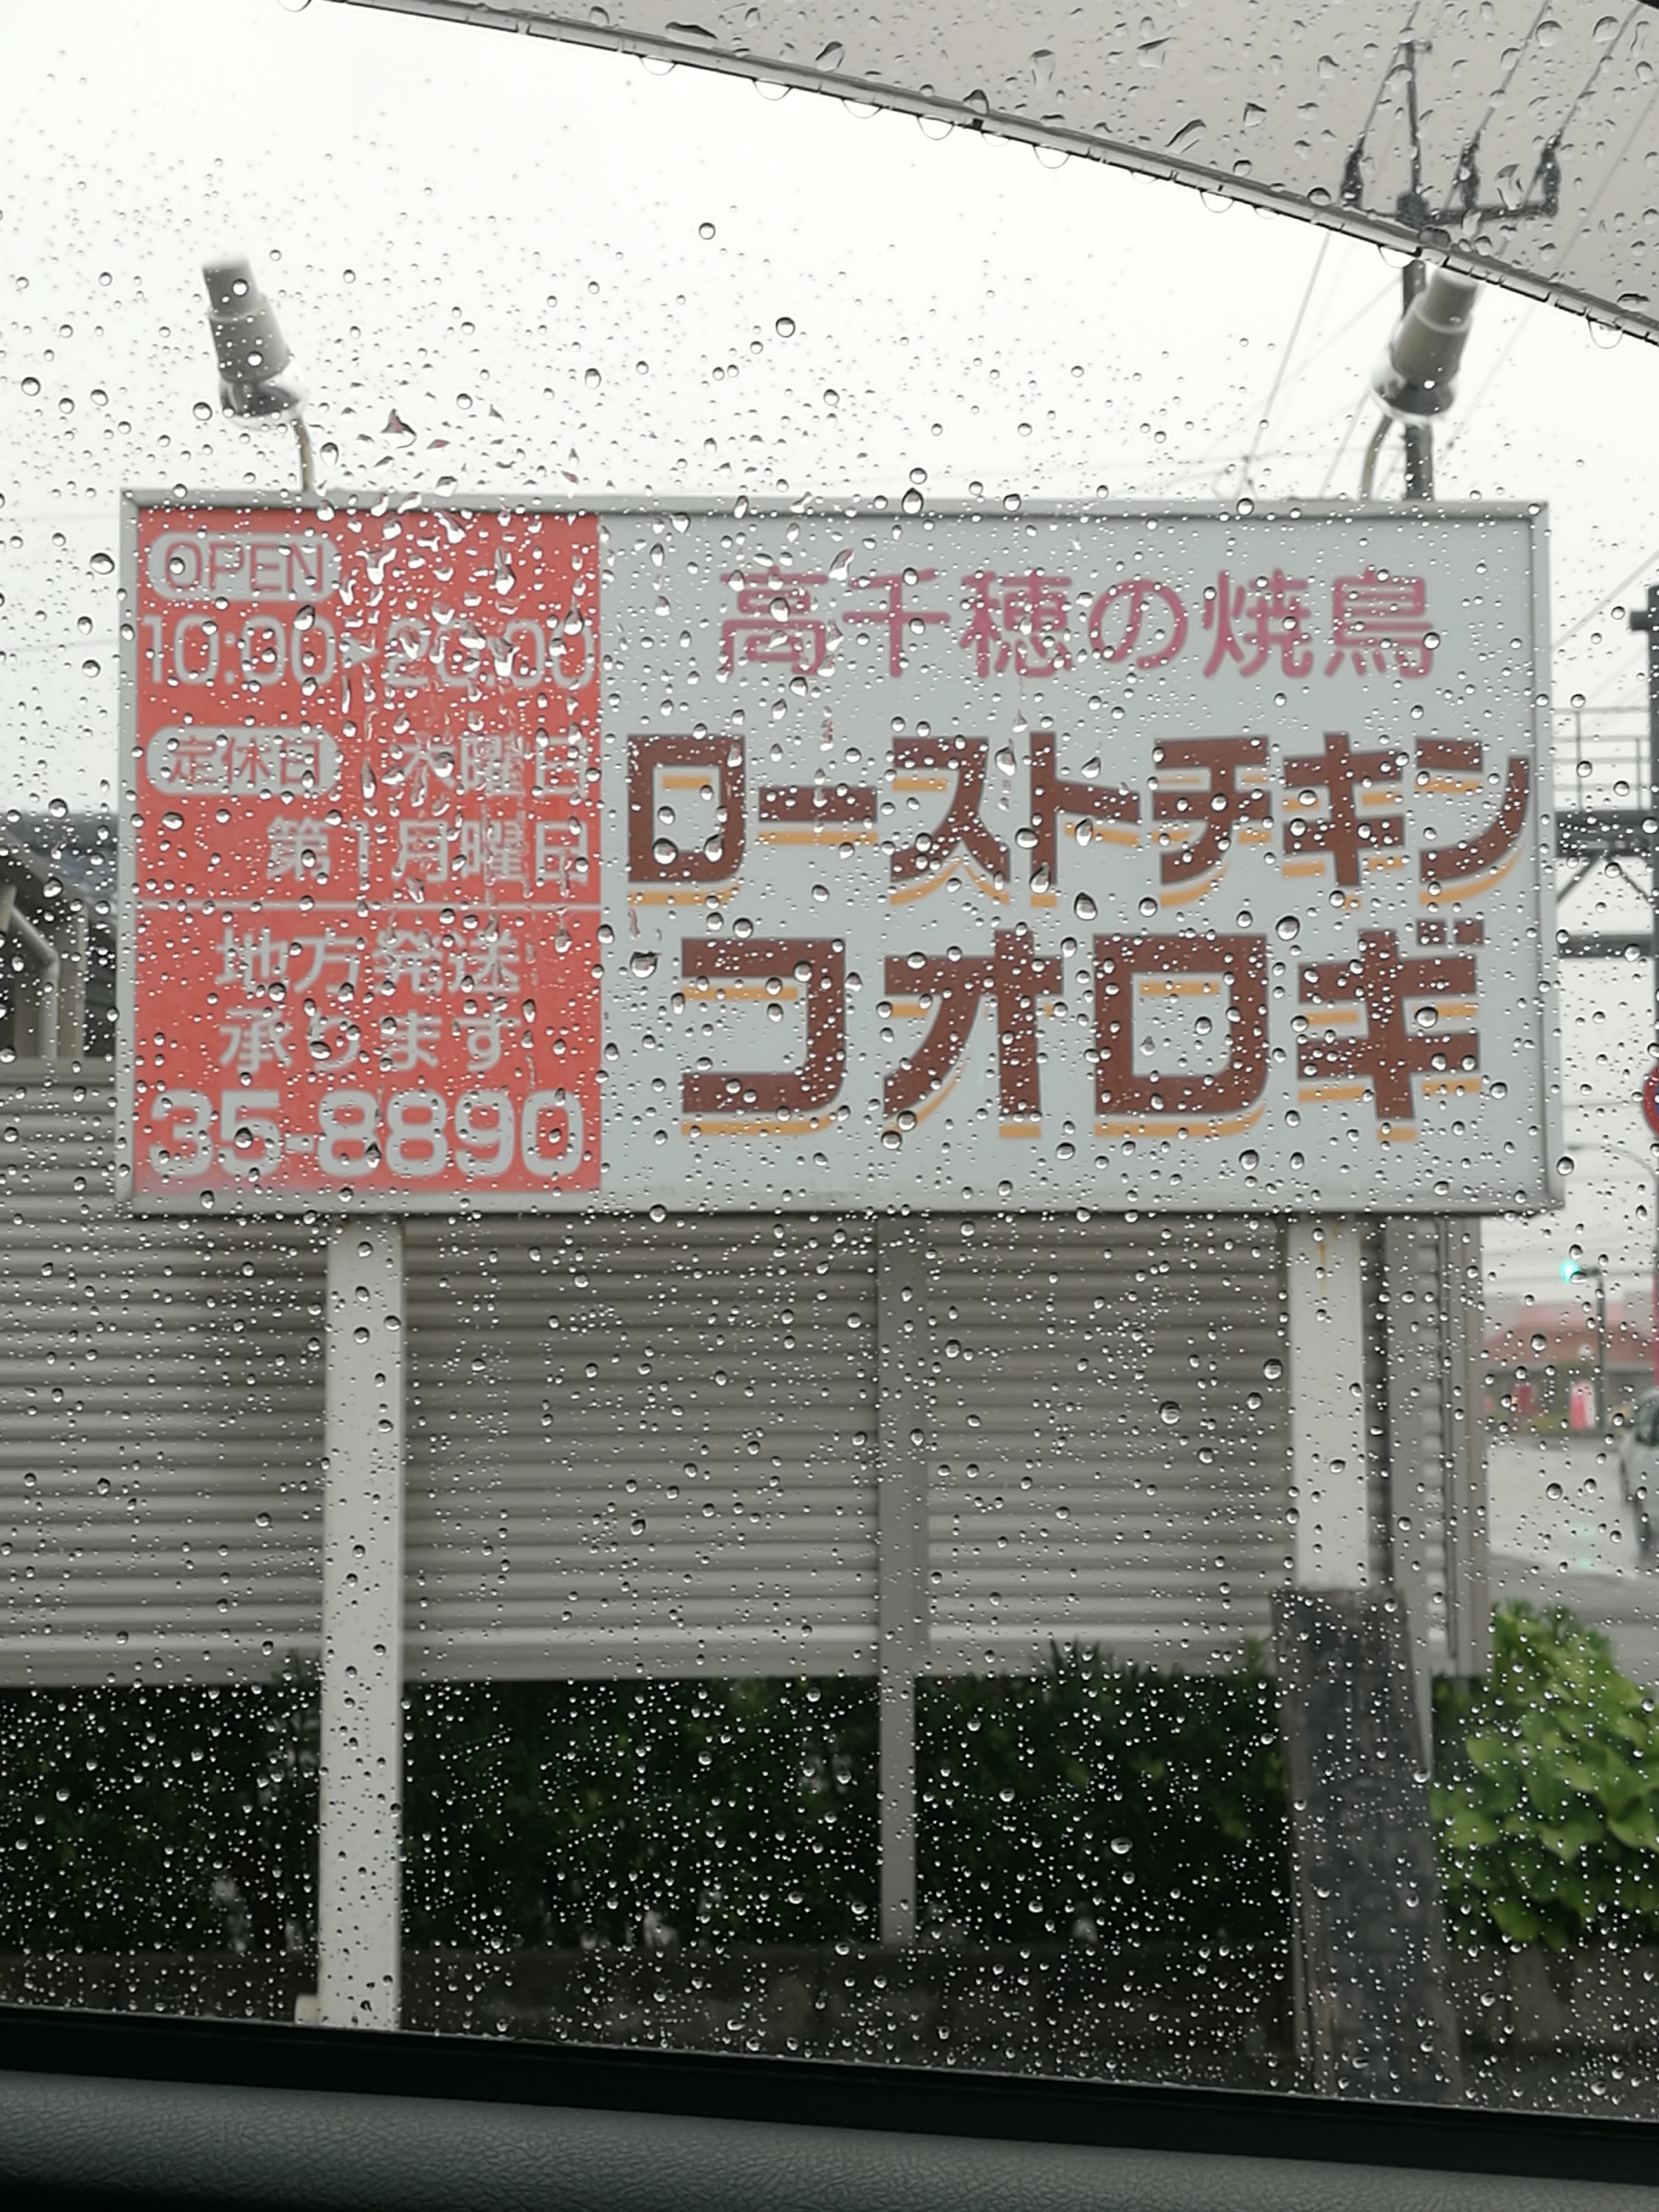 OPEN
10:00~20:00
定休日 木曜日
第1月曜日
地方発送
承ります
35-8890
高千穂の焼鳥
ローストチキン
コオロギ